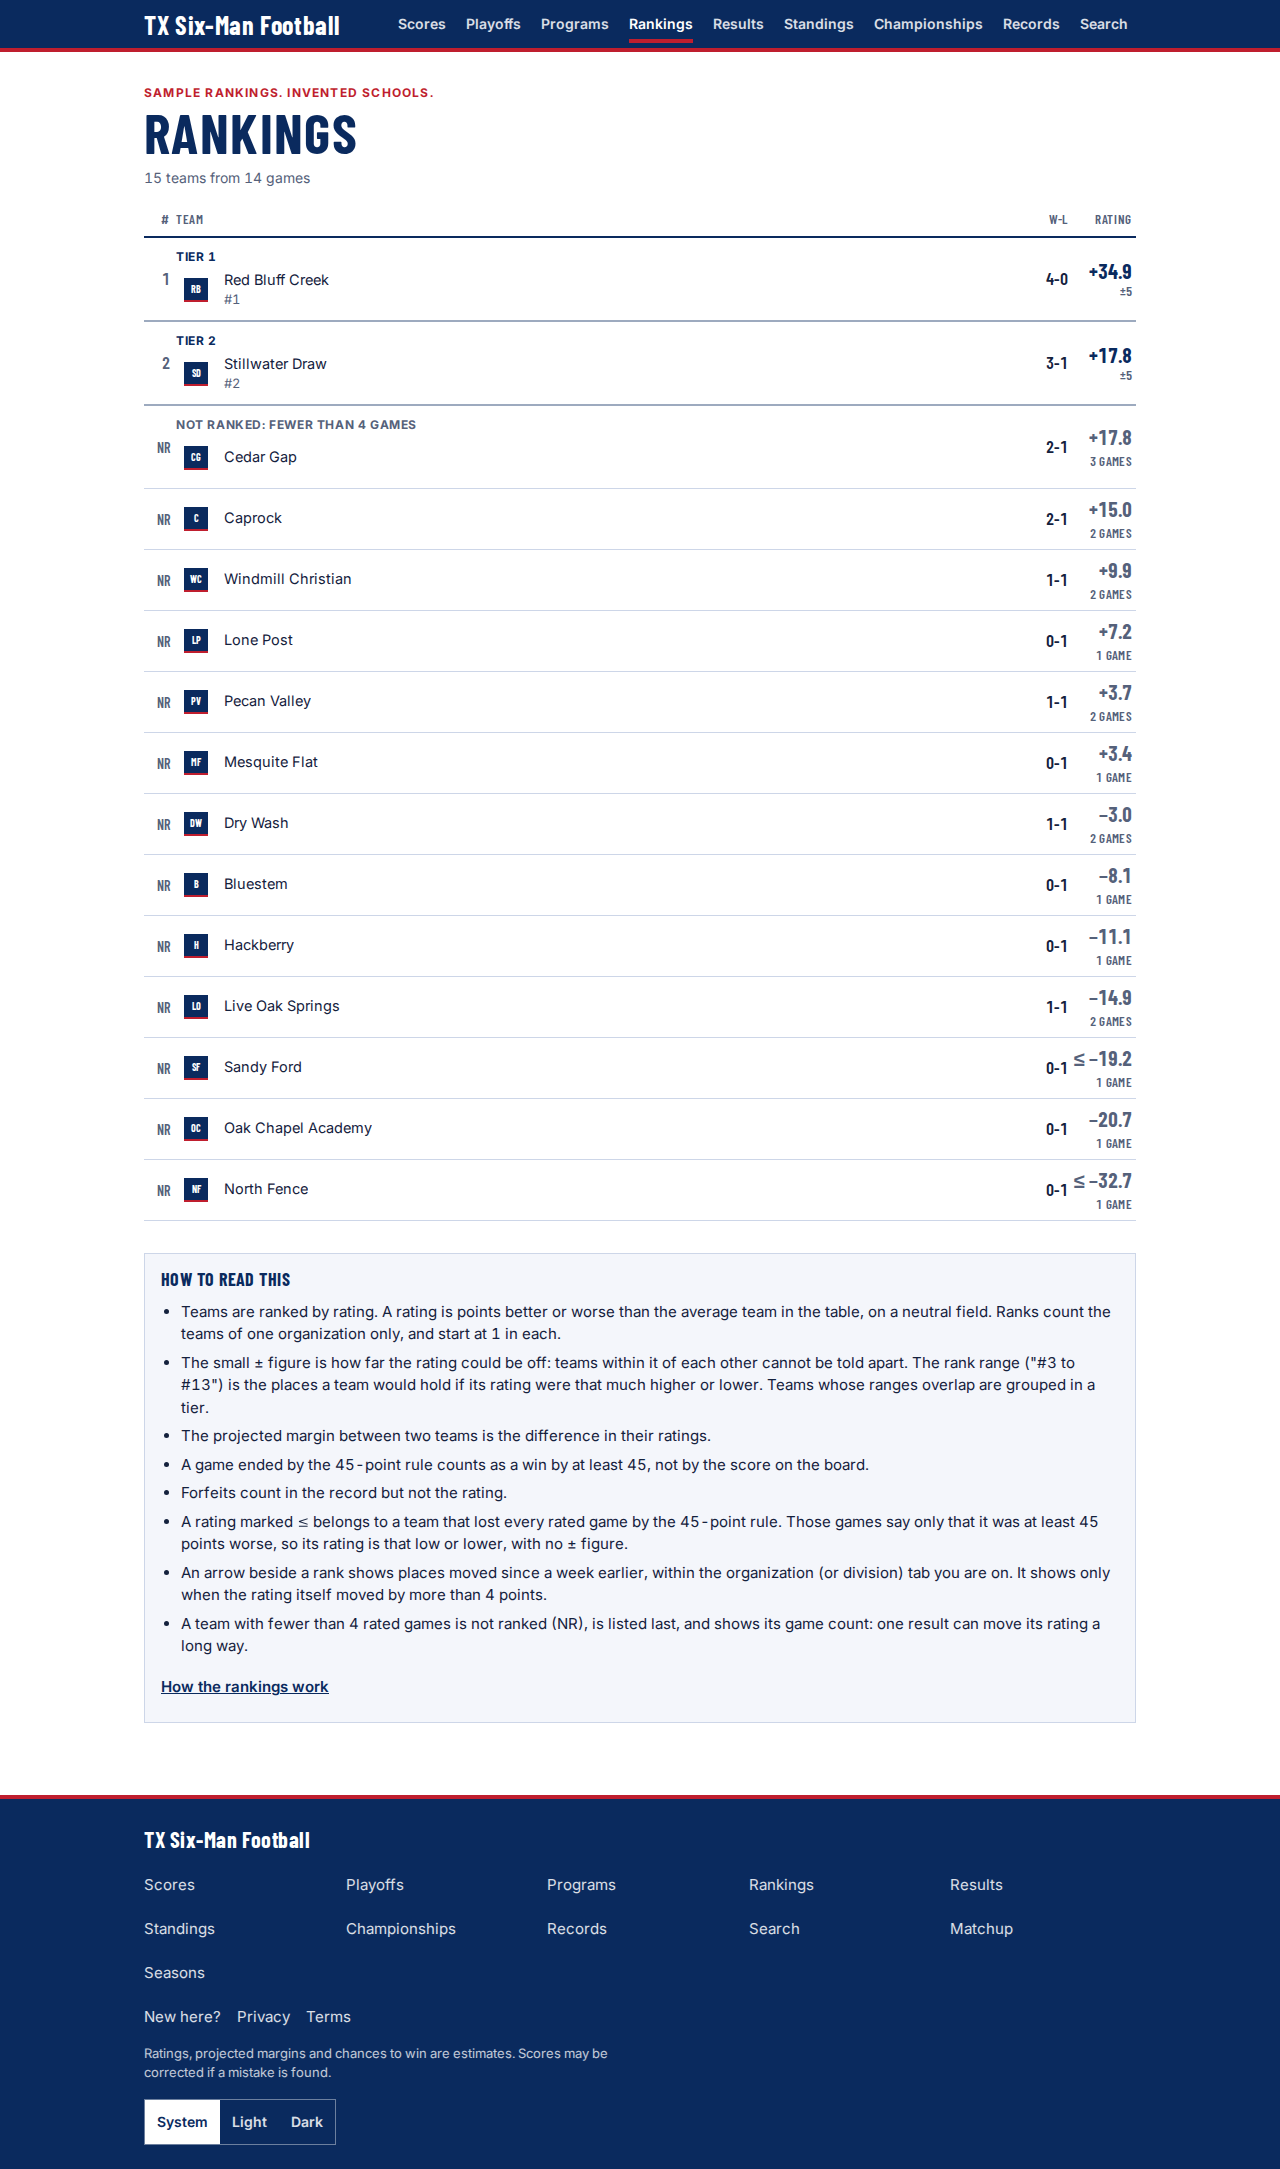 TX Six-Man Football
Scores Playoffs Programs Rankings Results Standings Championships Records Search
SAMPLE RANKINGS. INVENTED SCHOOLS.
RANKINGS
15 teams from 14 games
# TEAM W-L RATING
TIER 1
1 RB Red Bluff Creek 4-0 +34.9
#1 ±5
TIER 2
2 SD Stillwater Draw 3-1 +17.8
#2 ±5
NOT RANKED: FEWER THAN 4 GAMES
NR CG Cedar Gap 2-1 +17.8
3 GAMES
NR C Caprock 2-1 +15.0
2 GAMES
NR WC Windmill Christian 1-1 +9.9
2 GAMES
NR LP Lone Post 0-1 +7.2
1 GAME
NR PV Pecan Valley 1-1 +3.7
2 GAMES
NR MF Mesquite Flat 0-1 +3.4
1 GAME
NR DW Dry Wash 1-1 −3.0
2 GAMES
NR B Bluestem 0-1 −8.1
1 GAME
NR H Hackberry 0-1 −11.1
1 GAME
NR LO Live Oak Springs 1-1 −14.9
2 GAMES
NR SF Sandy Ford 0-1 ≤ −19.2
1 GAME
NR OC Oak Chapel Academy 0-1 −20.7
1 GAME
NR NF North Fence 0-1 ≤ −32.7
1 GAME
HOW TO READ THIS
• Teams are ranked by rating. A rating is points better or worse than the average team in the table, on a neutral field. Ranks count the
teams of one organization only, and start at 1 in each.
• The small ± figure is how far the rating could be off: teams within it of each other cannot be told apart. The rank range ("#3 to
#13") is the places a team would hold if its rating were that much higher or lower. Teams whose ranges overlap are grouped in a
tier.
• The projected margin between two teams is the difference in their ratings.
• A game ended by the 45-point rule counts as a win by at least 45, not by the score on the board.
• Forfeits count in the record but not the rating.
• A rating marked ≤ belongs to a team that lost every rated game by the 45-point rule. Those games say only that it was at least 45
points worse, so its rating is that low or lower, with no ± figure.
• An arrow beside a rank shows places moved since a week earlier, within the organization (or division) tab you are on. It shows only
when the rating itself moved by more than 4 points.
• A team with fewer than 4 rated games is not ranked (NR), is listed last, and shows its game count: one result can move its rating a
long way.
How the rankings work
TX Six-Man Football
Scores Playoffs Programs Rankings Results
Standings Championships Records Search Matchup
Seasons
New here? Privacy Terms
Ratings, projected margins and chances to win are estimates. Scores may be
corrected if a mistake is found.
System Light Dark